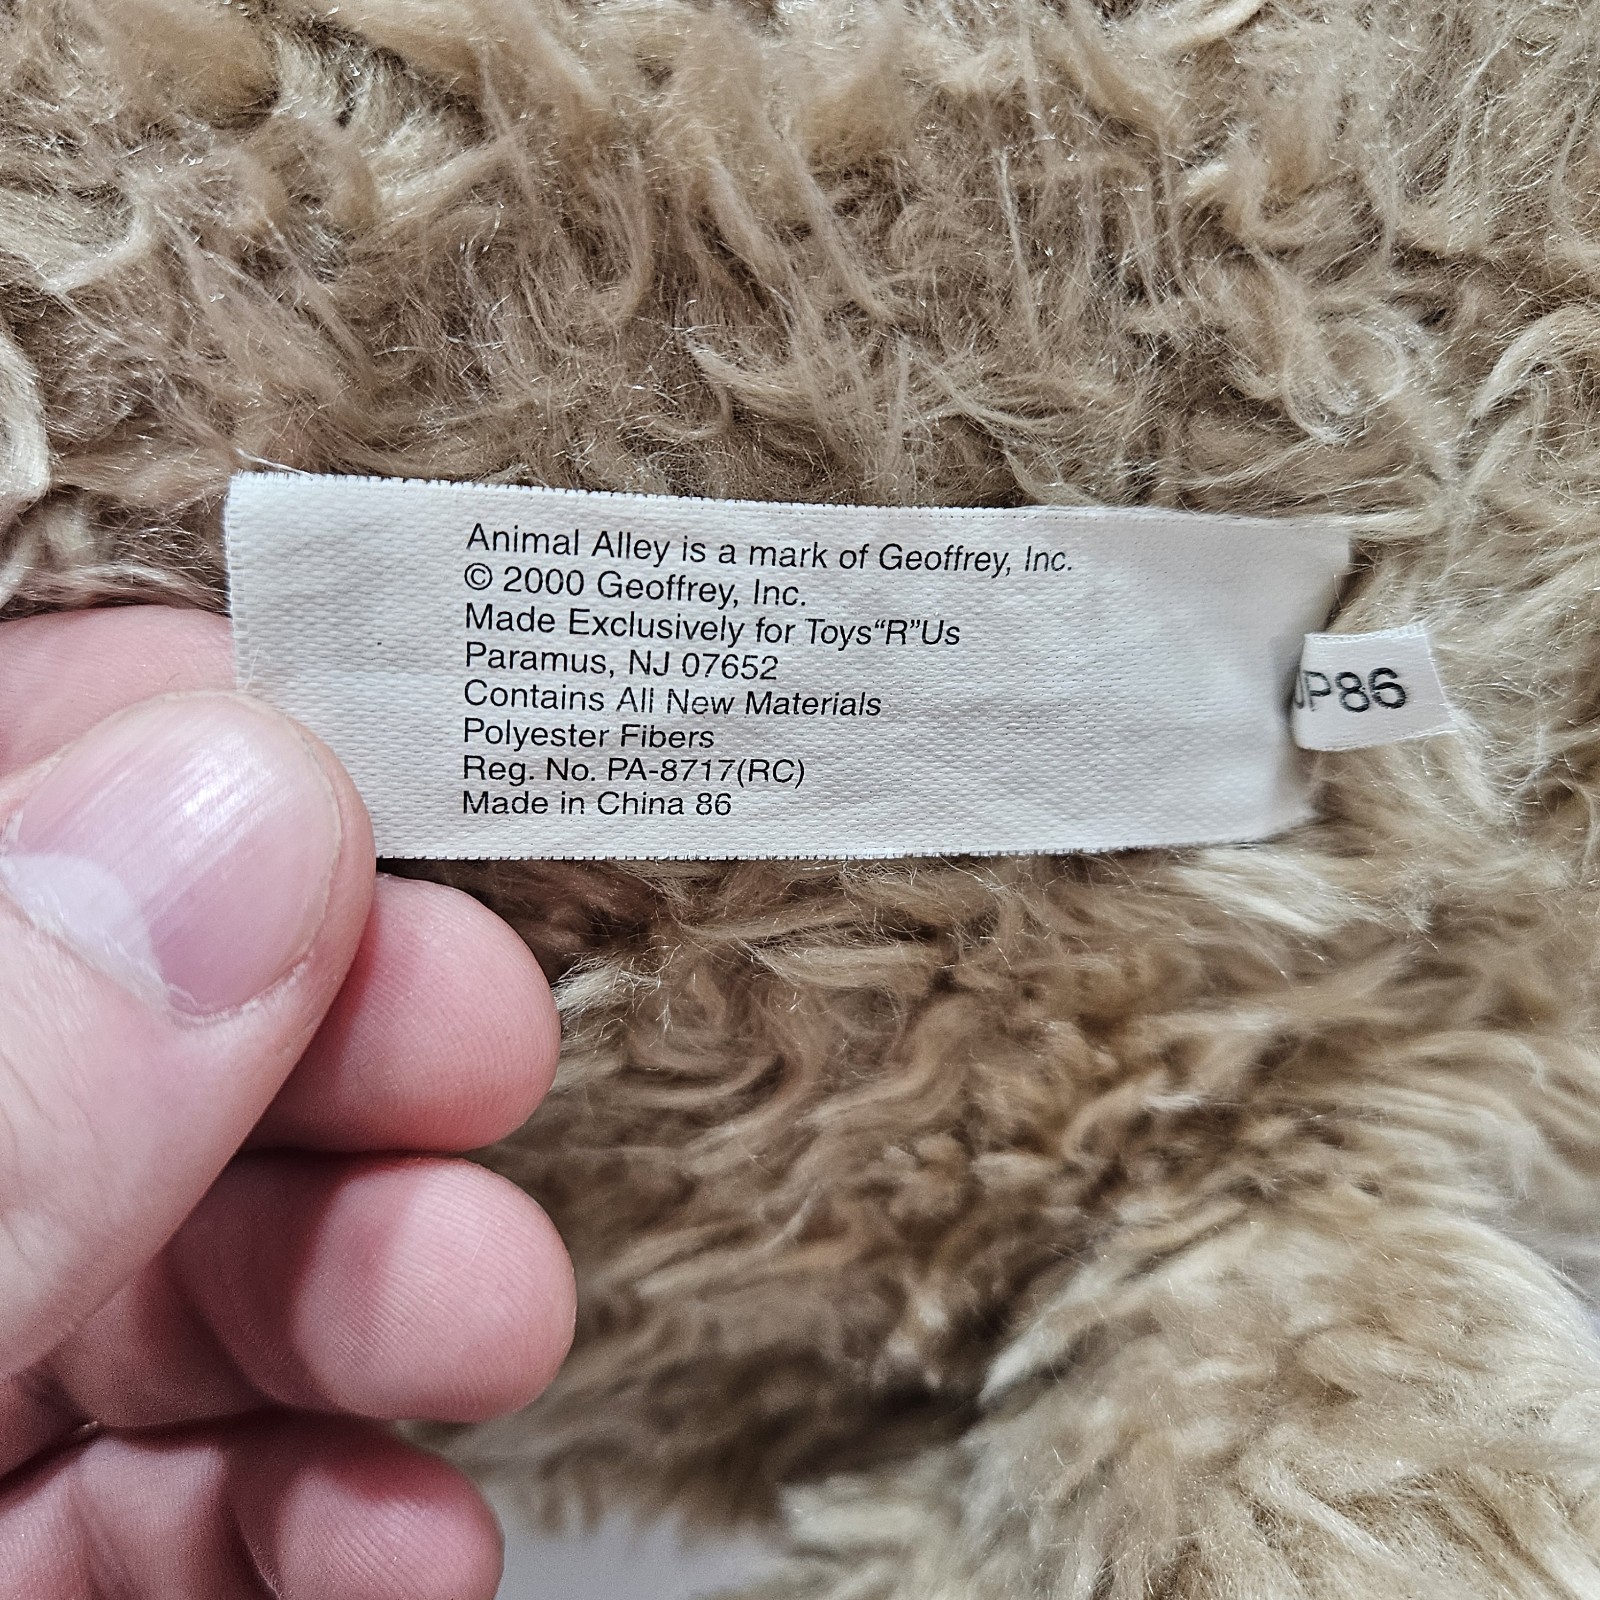 Animal Alley is a mark of Geoffrey, Inc.
© 2000 Geoffrey, Inc.
Made Exclusively for Toys“R”Us
Paramus, NJ 07652
Contains All New Materials
Polyester Fibers
Reg. No. PA-8717(RC)
Made in China 86
JP86